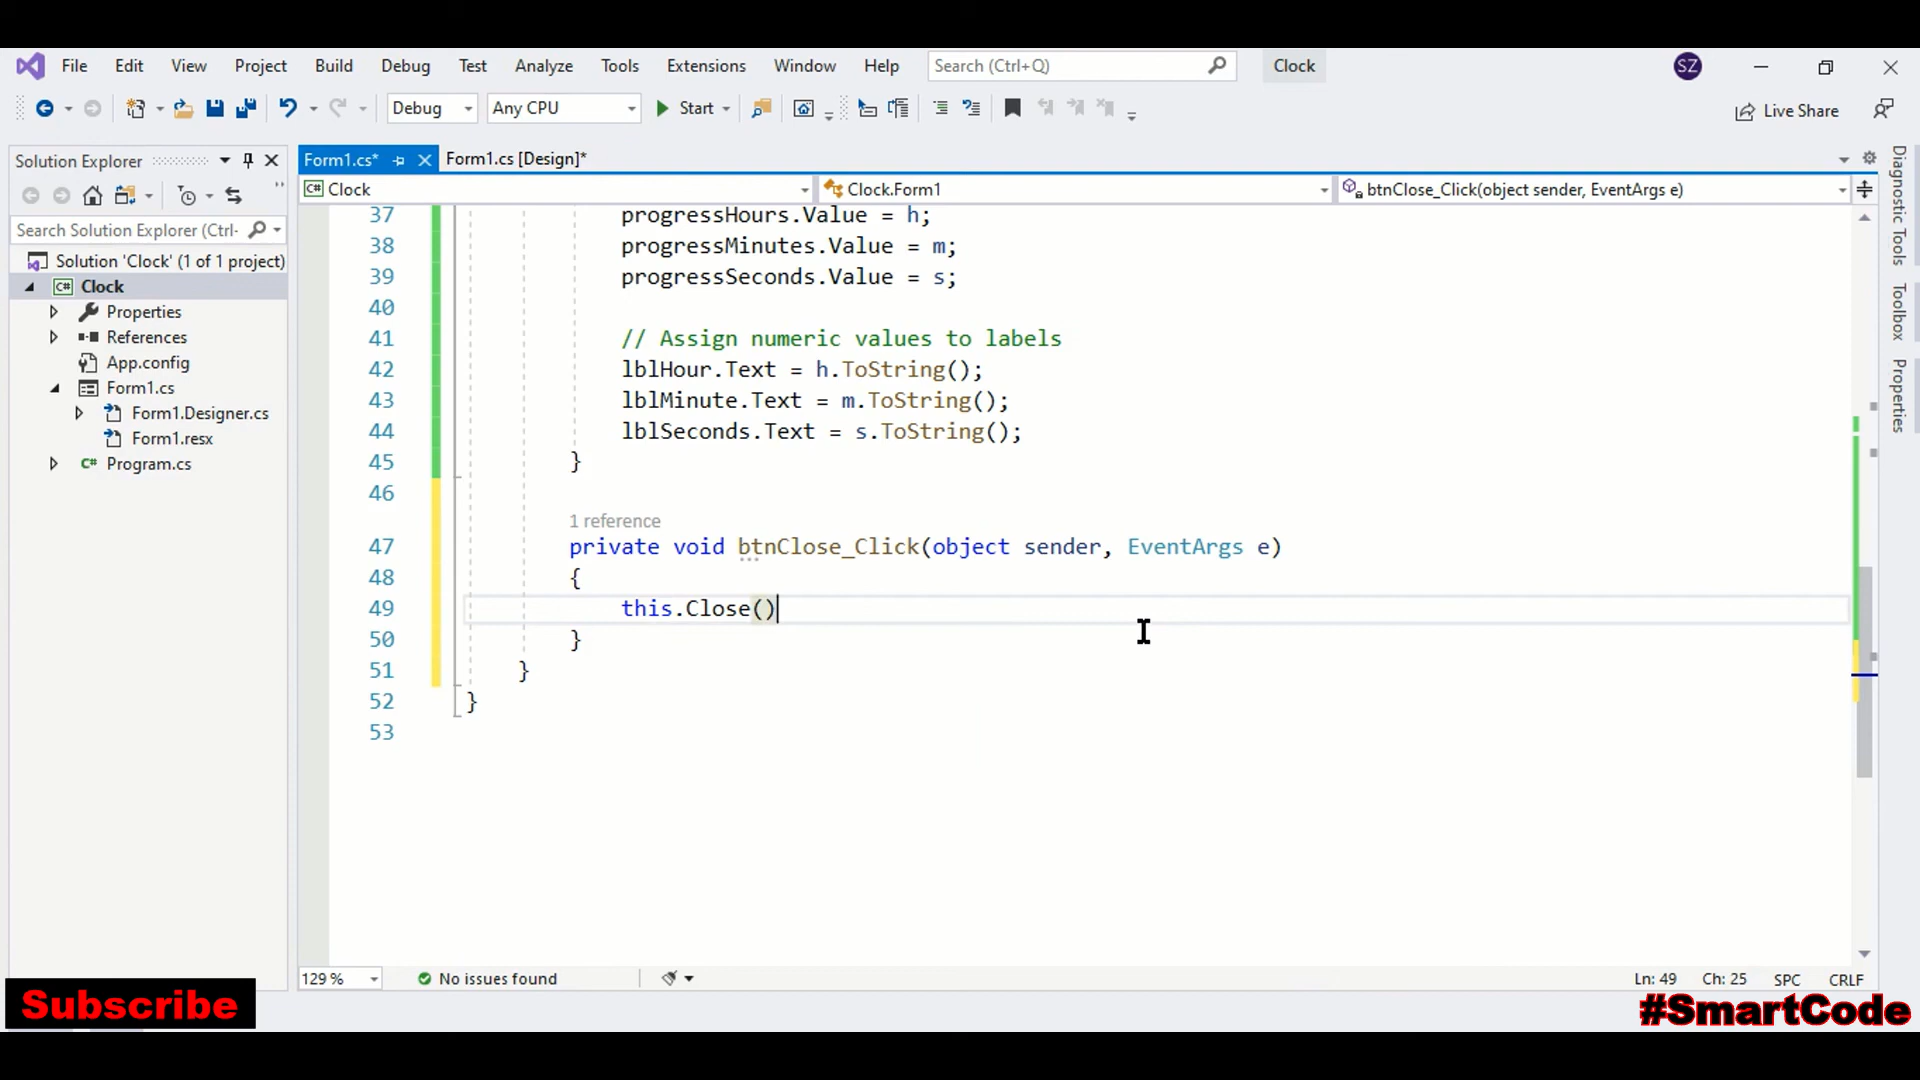 File Edit View Project Build Debug Test Analyze Tools Extensions Window Help Search (Ctrl+Q) Clock SZ
Debug Any CPU Start Live Share
Solution Explorer
Search Solution Explorer (Ctrl-
Solution 'Clock' (1 of 1 project)
C# Clock
Properties
References
App.config
Form1.cs
Form1.Designer.cs
Form1.resx
C# Program.cs
Form1.cs* Form1.cs [Design]*
C# Clock Clock.Form1 btnClose_Click(object sender, EventArgs e)
37 progressHours.Value = h;
38 progressMinutes.Value = m;
39 progressSeconds.Value = s;
40
41 // Assign numeric values to labels
42 lblHour.Text = h.ToString();
43 lblMinute.Text = m.ToString();
44 lblSeconds.Text = s.ToString();
45 }
46
1 reference
47 private void btnClose_Click(object sender, EventArgs e)
48 {
49 this.Close()
50 }
51 }
52 }
53
129 % No issues found Ln: 49 Ch: 25 SPC CRLF
Diagnostic Tools
Toolbox
Properties
Subscribe
#SmartCode